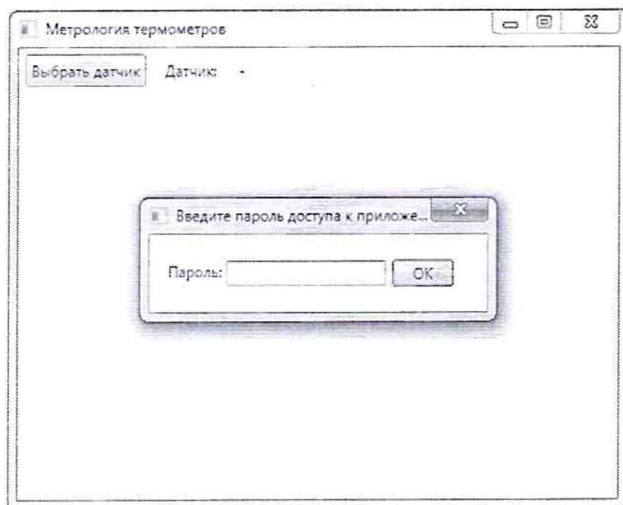 Метрология термометров
Выбрать датчик Датчик: -
Введите пароль доступа к приложе...
Пароль: OK